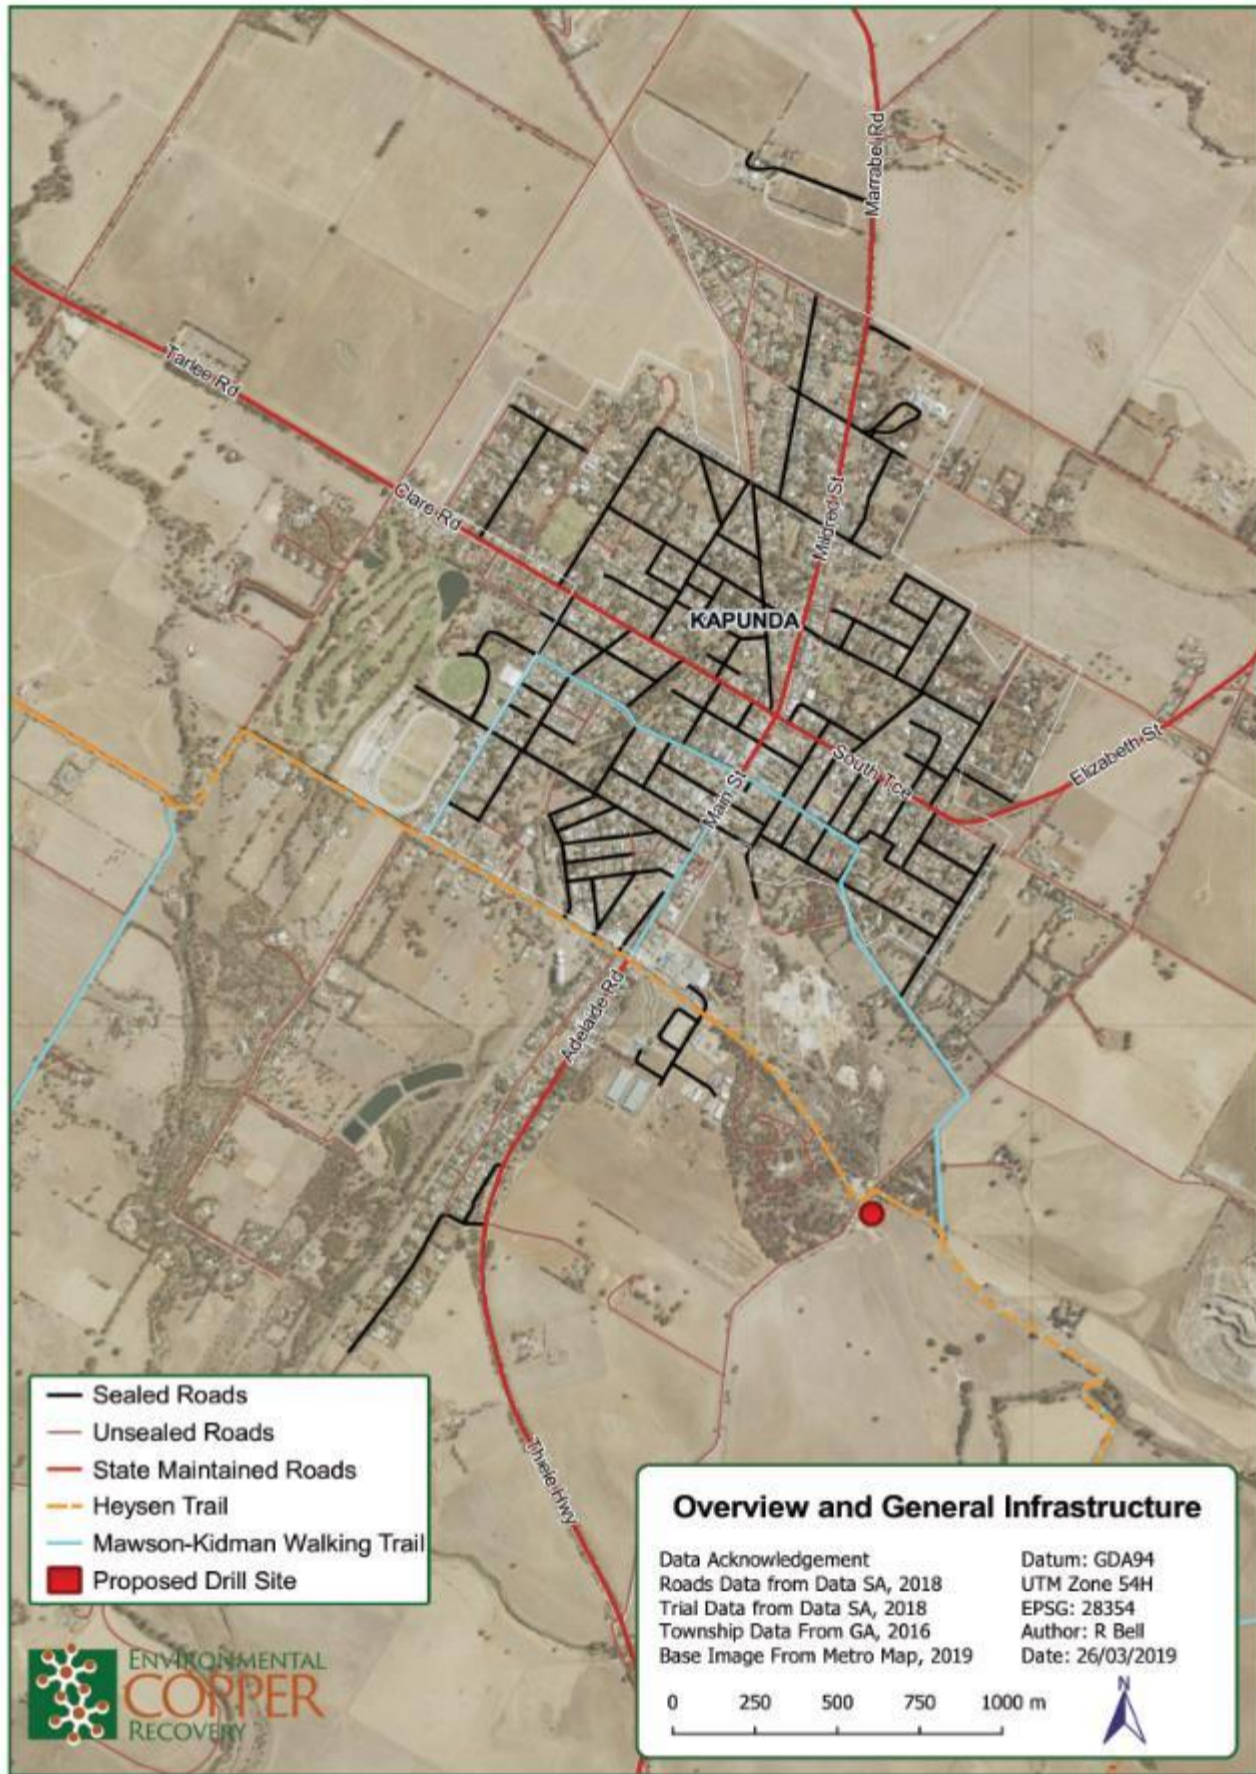 Marrabel Rd
Tarlee Rd
Clare Rd
Mildred St
KAPUNDA
South Tce
Elizabeth St
Main St
Adelaide Rd
Thiele Hwy
Sealed Roads
Unsealed Roads
State Maintained Roads
Heysen Trail
Mawson-Kidman Walking Trail
Proposed Drill Site
ENVIRONMENTAL
COPPER
RECOVERY
Overview and General Infrastructure
Data Acknowledgement
Roads Data from Data SA, 2018
Trial Data from Data SA, 2018
Township Data From GA, 2016
Base Image From Metro Map, 2019
Datum: GDA94
UTM Zone 54H
EPSG: 28354
Author: R Bell
Date: 26/03/2019
0 250 500 750 1000 m
N